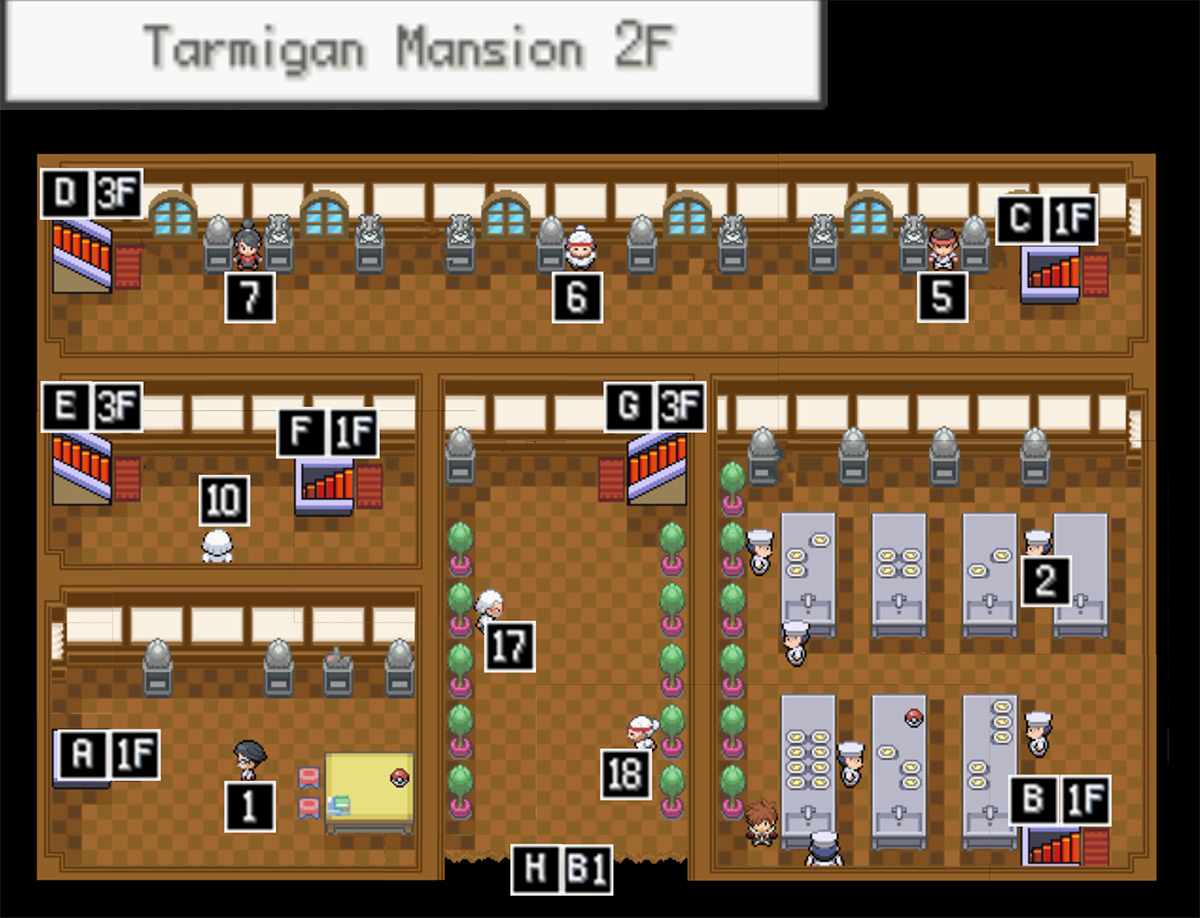 Tarmigan Mansion 2F
D 3F
C 1F
7
6
5
E 3F
F 1F
G 3F
10
2
17
A 1F
18
1
B 1F
H B1